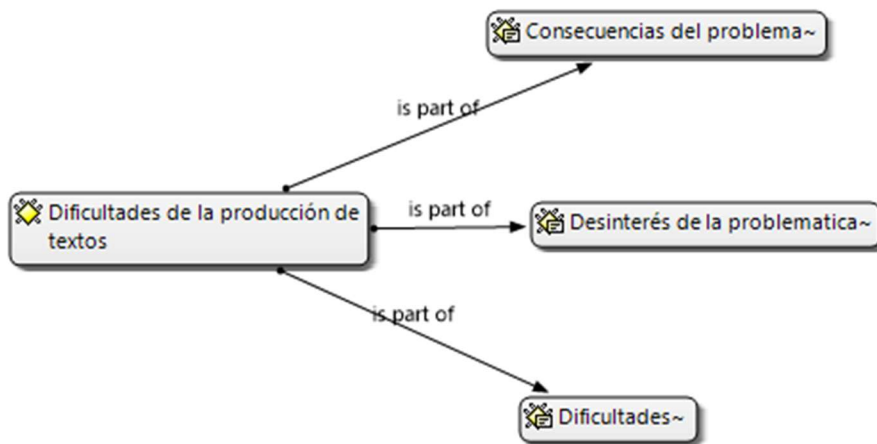 Consecuencias del problema~
is part of
Dificultades de la producción de
textos
is part of
Desinterés de la problematica~
is part of
Dificultades~